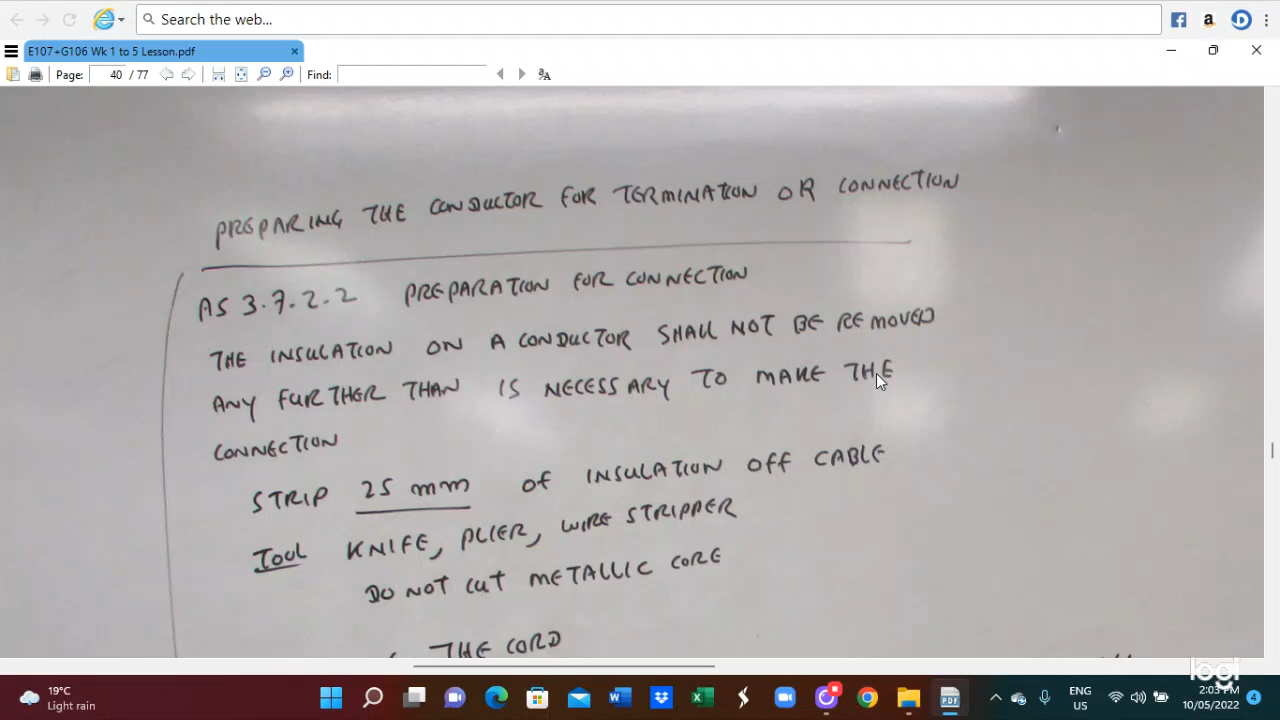 Search the web...
E107+G106 Wk 1 to 5 Lesson.pdf
Page: 40 / 77 Find:
PREPARING THE CONDUCTOR FOR TERMINATION OR CONNECTION
AS 3.7.2.2 PREPARATION FOR CONNECTION
THE INSULATION ON A CONDUCTOR SHALL NOT BE REMOVED
ANY FURTHER THAN IS NECESSARY TO MAKE THE
CONNECTION
STRIP 25 mm of INSULATION OFF CABLE
TOOL KNIFE, PLIER, WIRE STRIPPER
DO NOT CUT METALLIC CORE
THE CORD
logi
19°C
Light rain
ENG
US
2:03 PM
10/05/2022
4